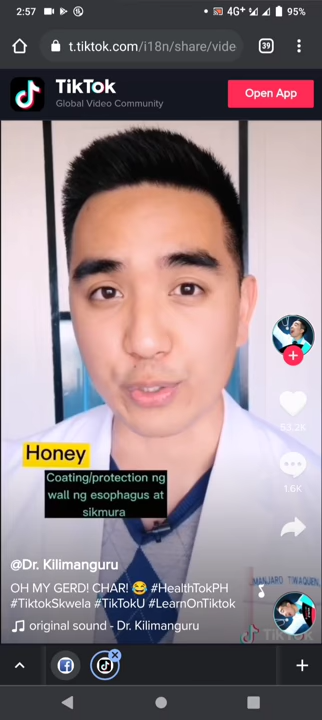 2:57
4G+
95%
t.tiktok.com/i18n/share/vide
39
TikTok
Global Video Community
Open App
53.2K
1.6K
Honey
Coating/protection ng
wall ng esophagus at
sikmura
MANJARO TIWAQUEN,
@Dr. Kilimanguru
OH MY GERD! CHAR! 😂 #HealthTokPH
#TiktokSkwela #TikTokU #LearnOnTiktok
original sound - Dr. Kilimanguru
TikTok